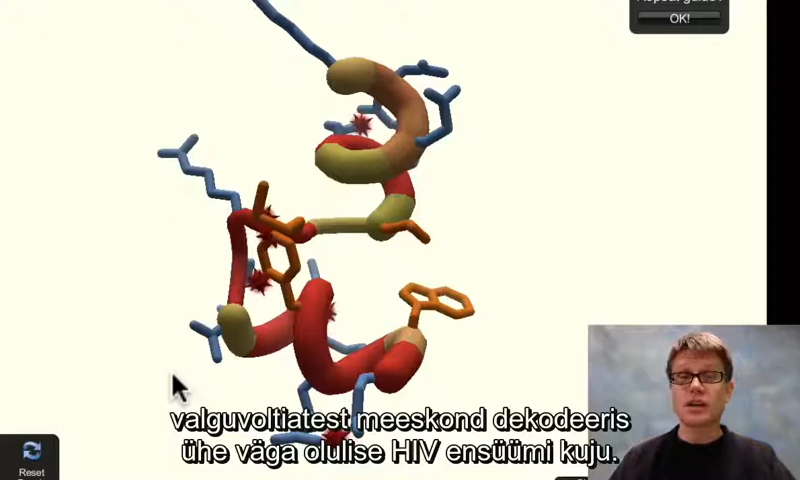 OK!
valguvoltiatest meeskond dekodeeris
ühe väga olulise HIV ensüümi kuju.
Reset